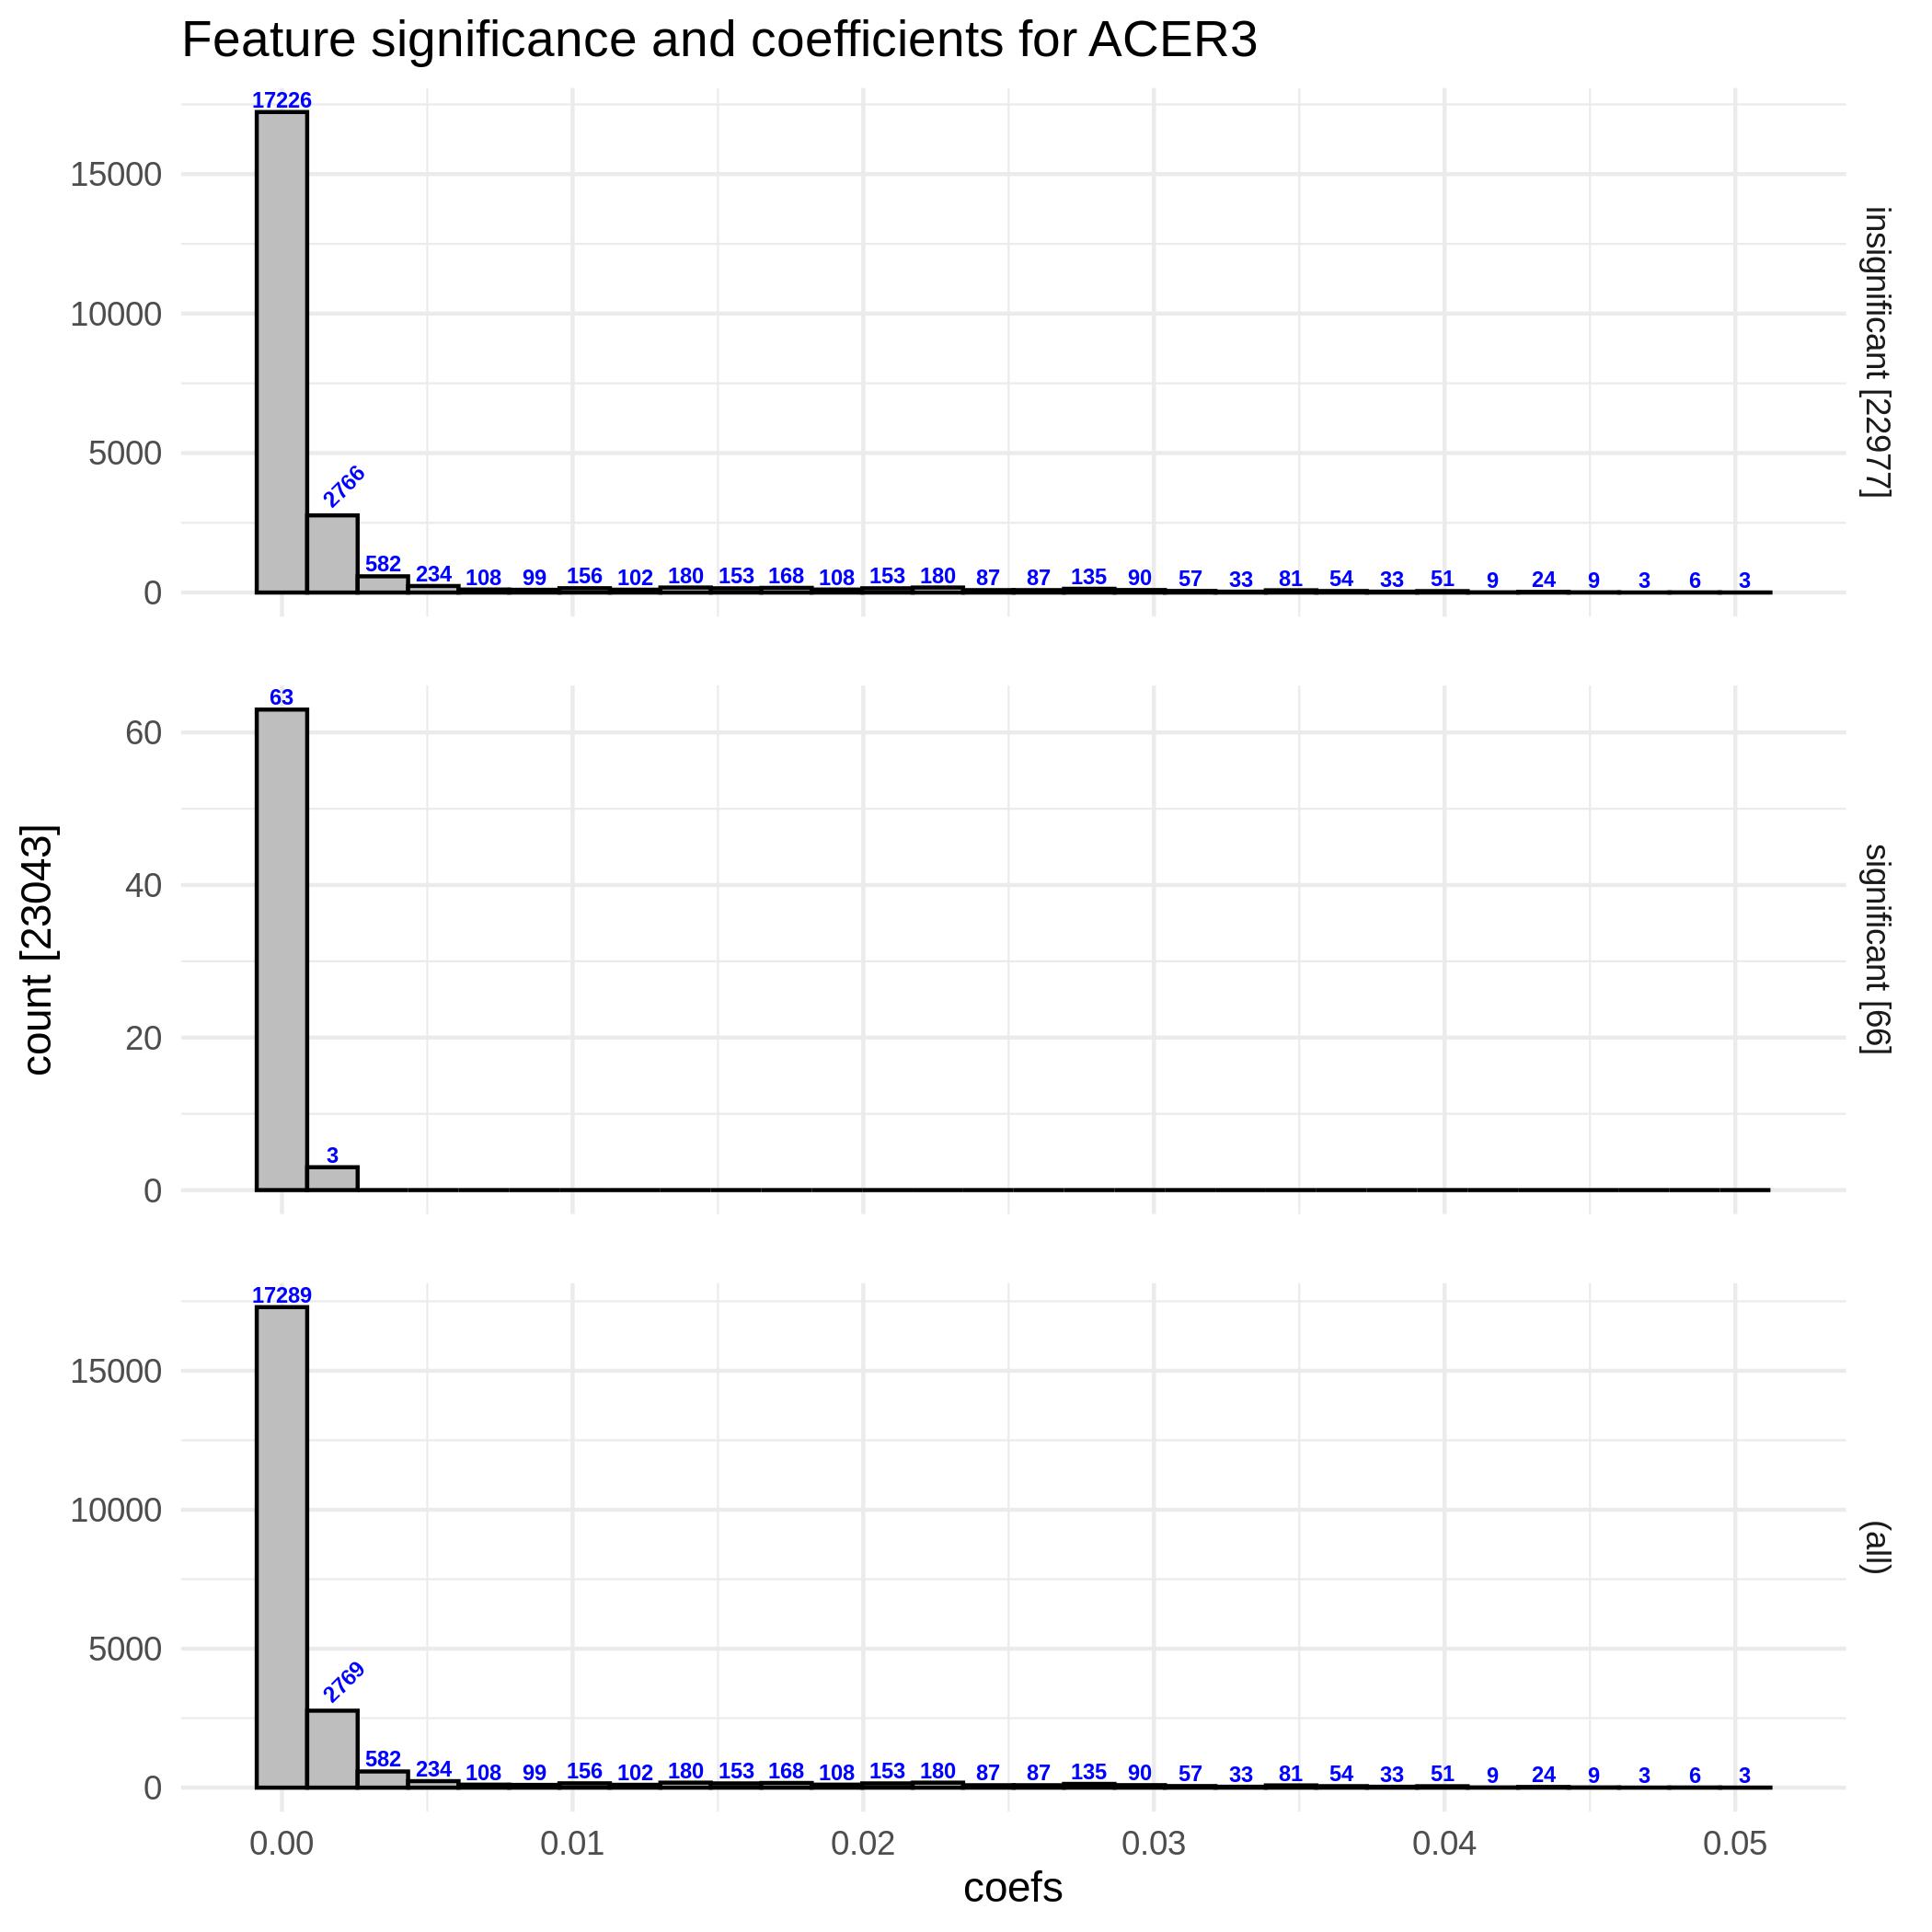 Feature significance and coefficients for ACER3
count [23043]
17226
15000
10000
5000
0
2766
582 234 108 99 156 102 180 153 168 108 153 180 87 87 135 90 57 33 81 54 33 51 9 24 9 3 6 3
insignificant [22977]
63
60
40
20
0
3
significant [66]
17289
15000
10000
5000
0
2769
582 234 108 99 156 102 180 153 168 108 153 180 87 87 135 90 57 33 81 54 33 51 9 24 9 3 6 3
(all)
0.00 0.01 0.02 0.03 0.04 0.05
coefs